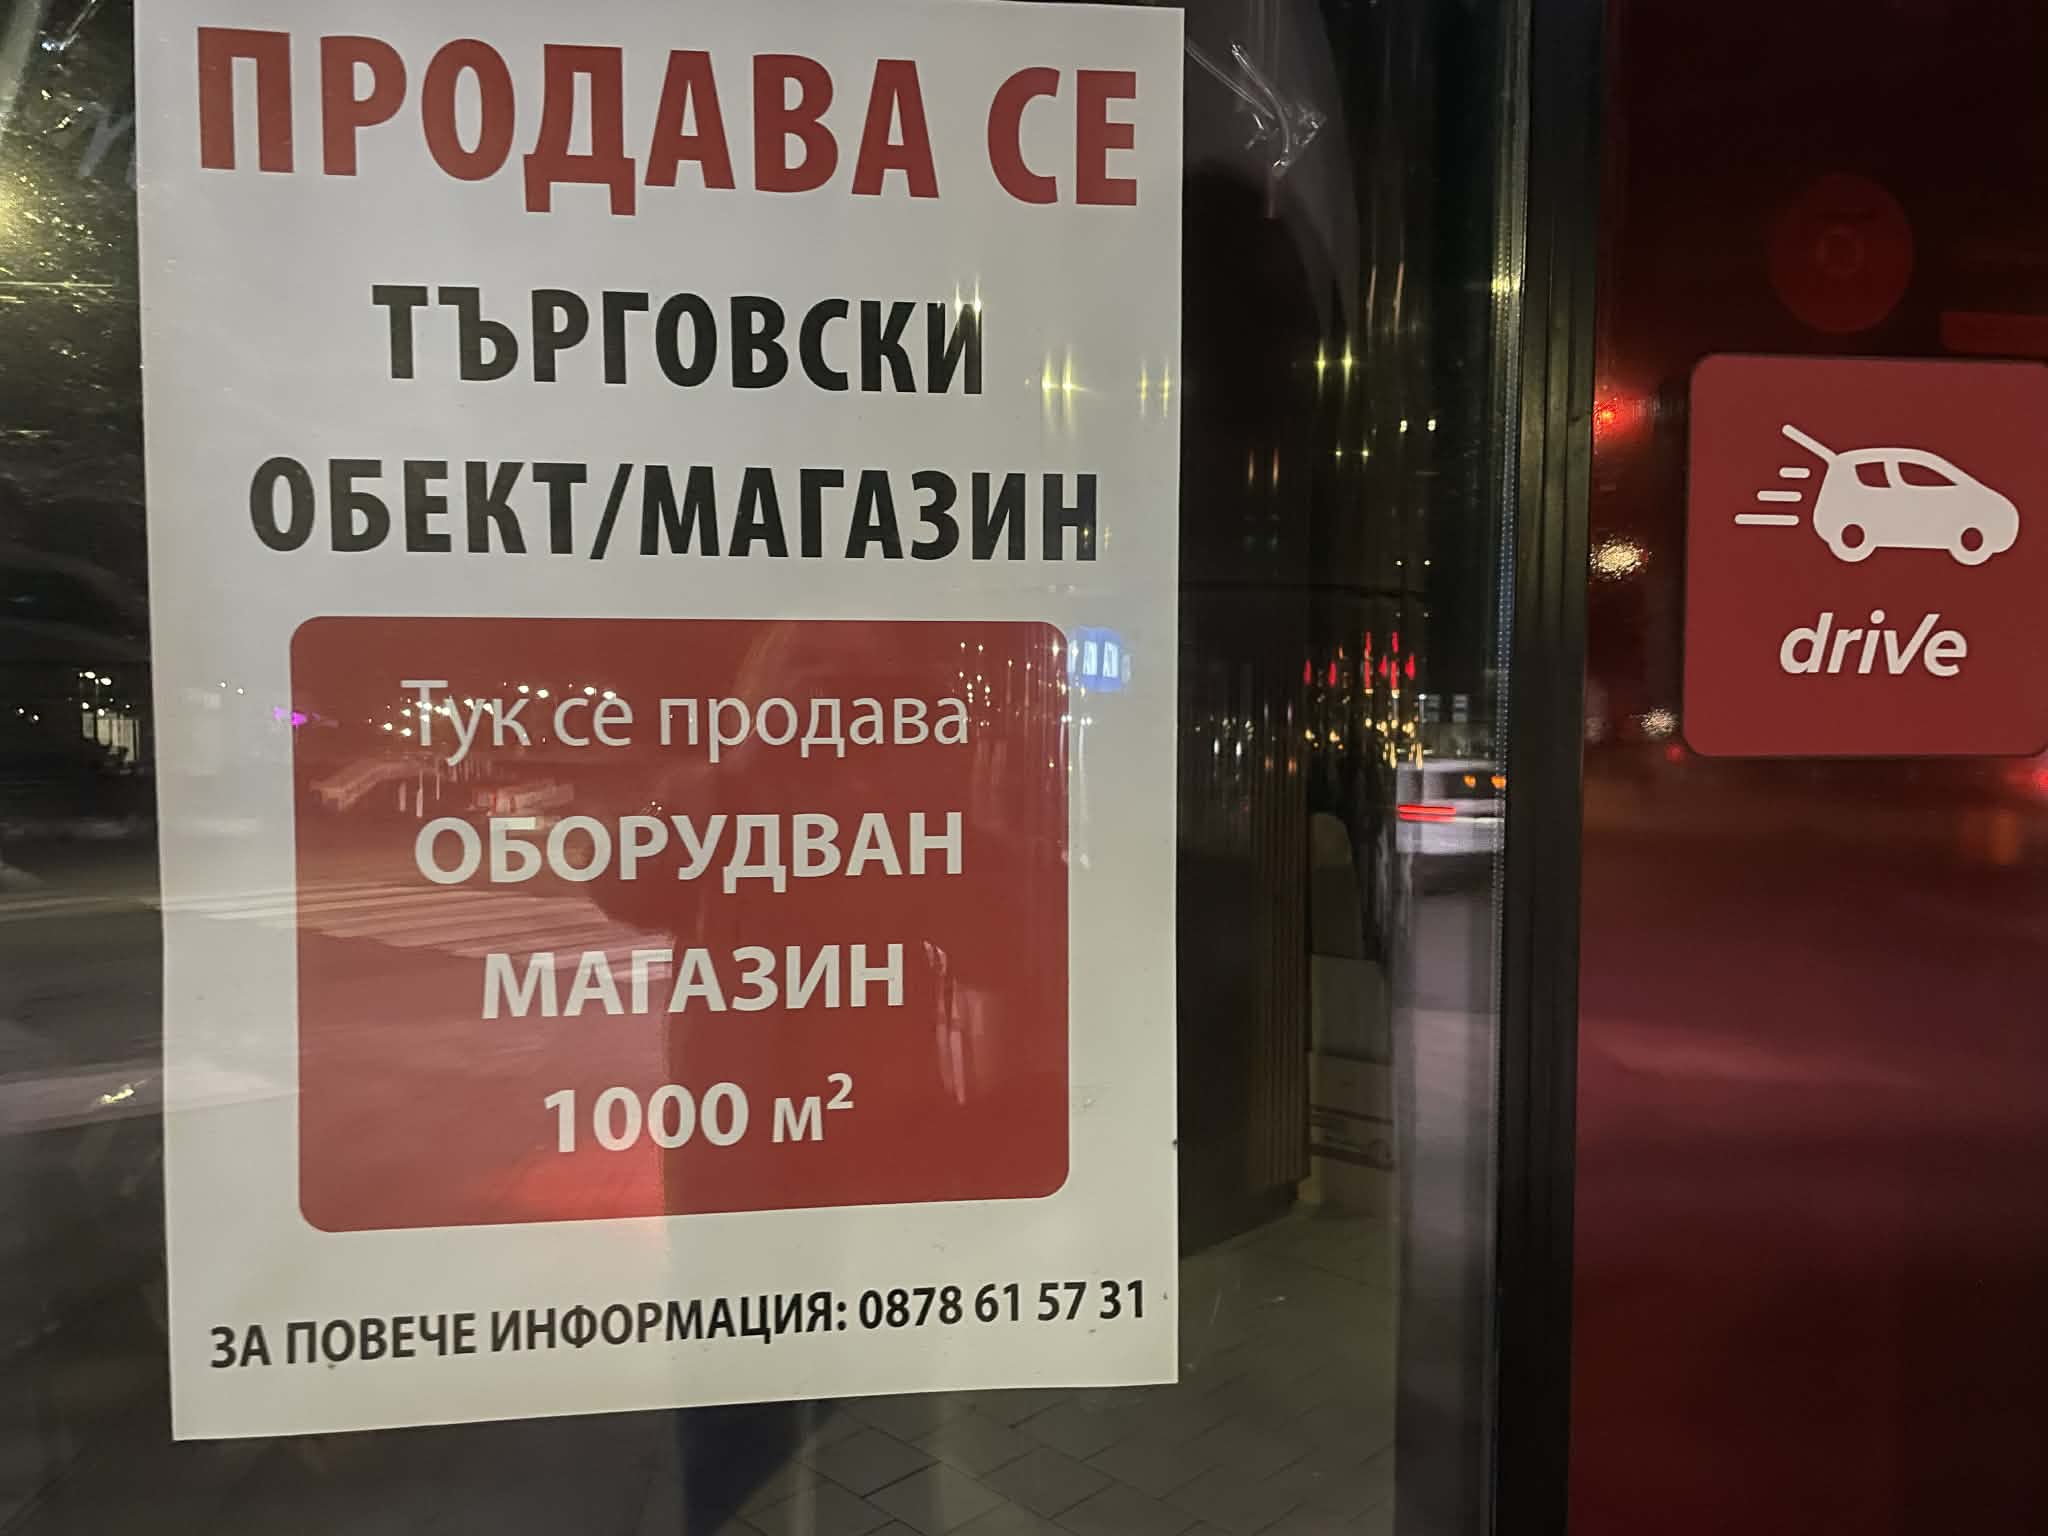 ПРОДАВА СЕ
ТЪРГОВСКИ
ОБЕКТ/МАГАЗИН
Тук се продава
ОБОРУДВАН
МАГАЗИН
1000 м²
ЗА ПОВЕЧЕ ИНФОРМАЦИЯ: 0878 61 57 31
drive